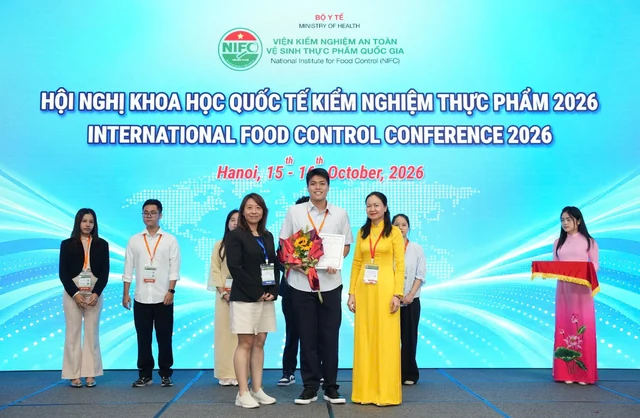 BỘ Y TẾ
MINISTRY OF HEALTH
NIFC
VIỆN KIỂM NGHIỆM AN TOÀN
VỆ SINH THỰC PHẨM QUỐC GIA
National Institute for Food Control (NIFC)
HỘI NGHỊ KHOA HỌC QUỐC TẾ KIỂM NGHIỆM THỰC PHẨM 2026
INTERNATIONAL FOOD CONTROL CONFERENCE 2026
Hanoi, 15th - 16th October, 2026